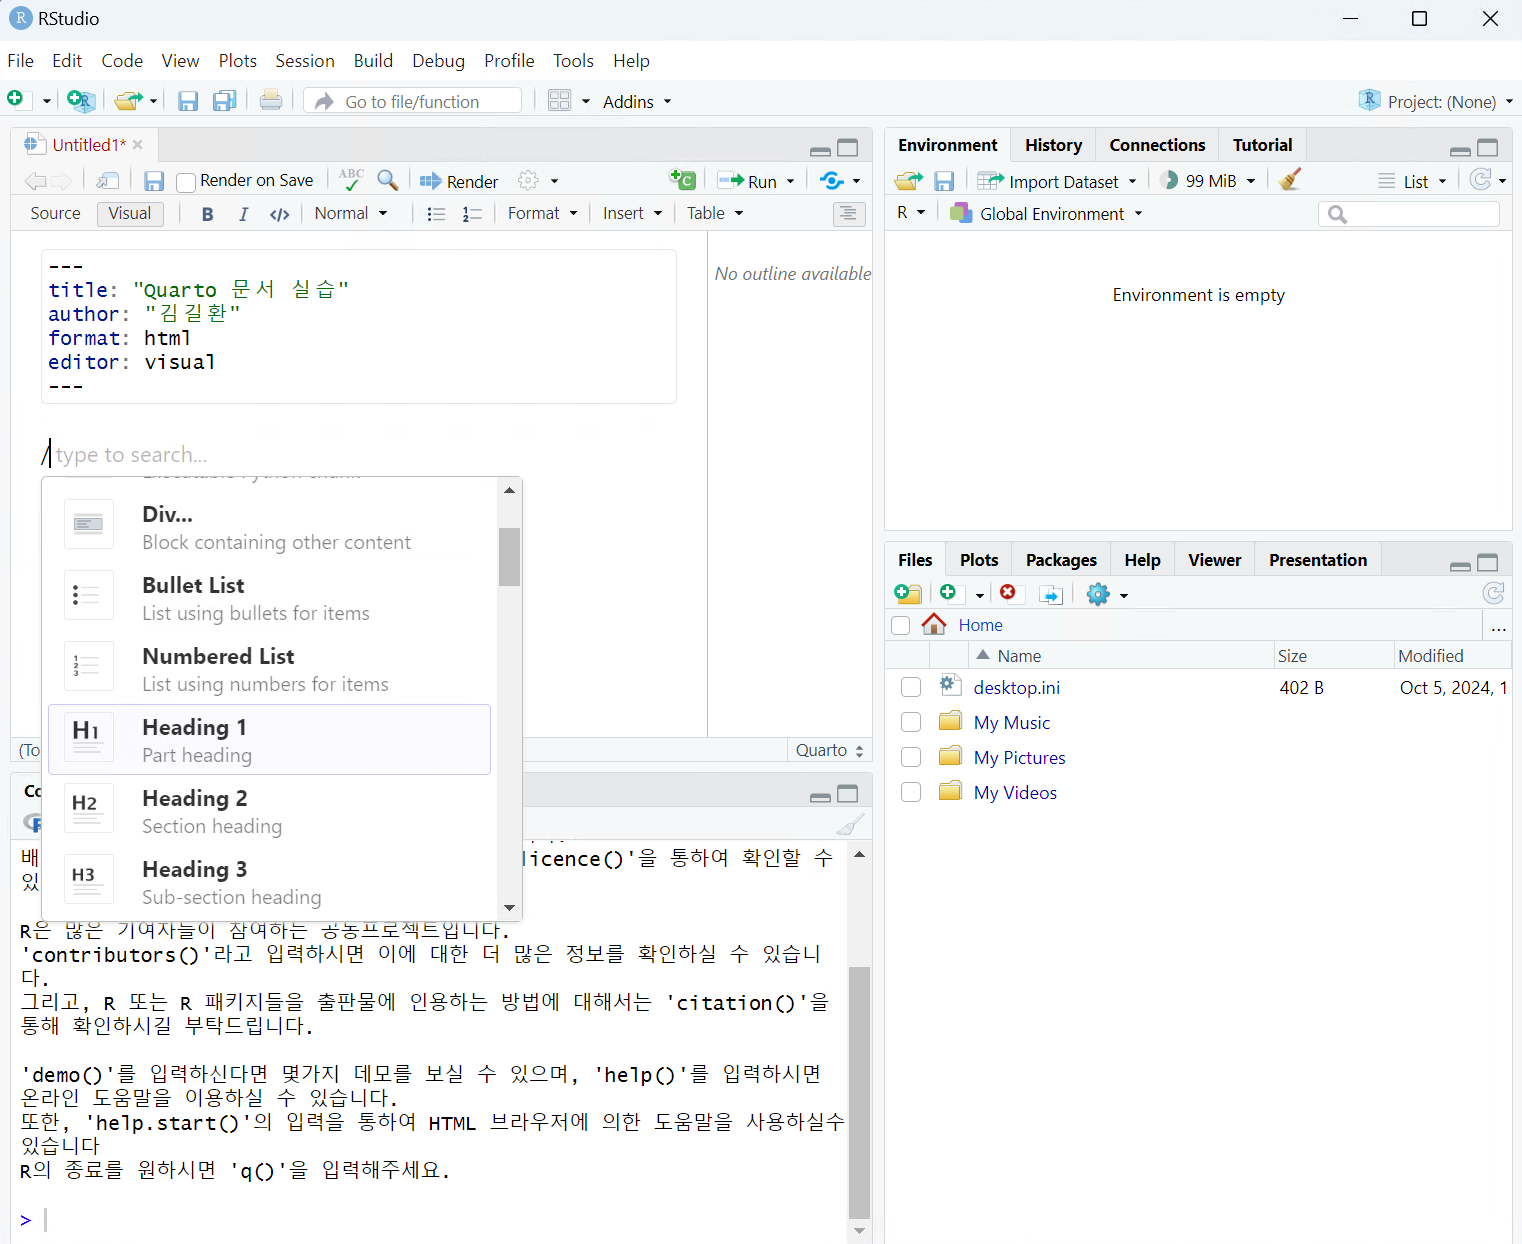 RStudio
File Edit Code View Plots Session Build Debug Profile Tools Help
Go to file/function Addins Project: (None)
Untitled1*
Render on Save ABC Render Run
Source Visual B I </> Normal Format Insert Table
---
title: "Quarto 문서 실습"
author: "김길환"
format: html
editor: visual
---
No outline available
/type to search...
Div...
Block containing other content
Bullet List
List using bullets for items
Numbered List
List using numbers for items
H1 Heading 1
Part heading
H2 Heading 2
Section heading
H3 Heading 3
Sub-section heading
(To
Quarto
Co
배
licence()'을 통하여 확인할 수
있
R은 많은 기여자들이 참여하는 공동프로젝트입니다.
'contributors()'라고 입력하시면 이에 대한 더 많은 정보를 확인하실 수 있습니
다.
그리고, R 또는 R 패키지들을 출판물에 인용하는 방법에 대해서는 'citation()'을
통해 확인하시길 부탁드립니다.
'demo()'를 입력하신다면 몇가지 데모를 보실 수 있으며, 'help()'를 입력하시면
온라인 도움말을 이용하실 수 있습니다.
또한, 'help.start()'의 입력을 통하여 HTML 브라우저에 의한 도움말을 사용하실수
있습니다
R의 종료를 원하시면 'q()'을 입력해주세요.
>
Environment History Connections Tutorial
Import Dataset 99 MiB List
R Global Environment
Environment is empty
Files Plots Packages Help Viewer Presentation
Home ...
Name Size Modified
desktop.ini 402 B Oct 5, 2024, 1
My Music
My Pictures
My Videos